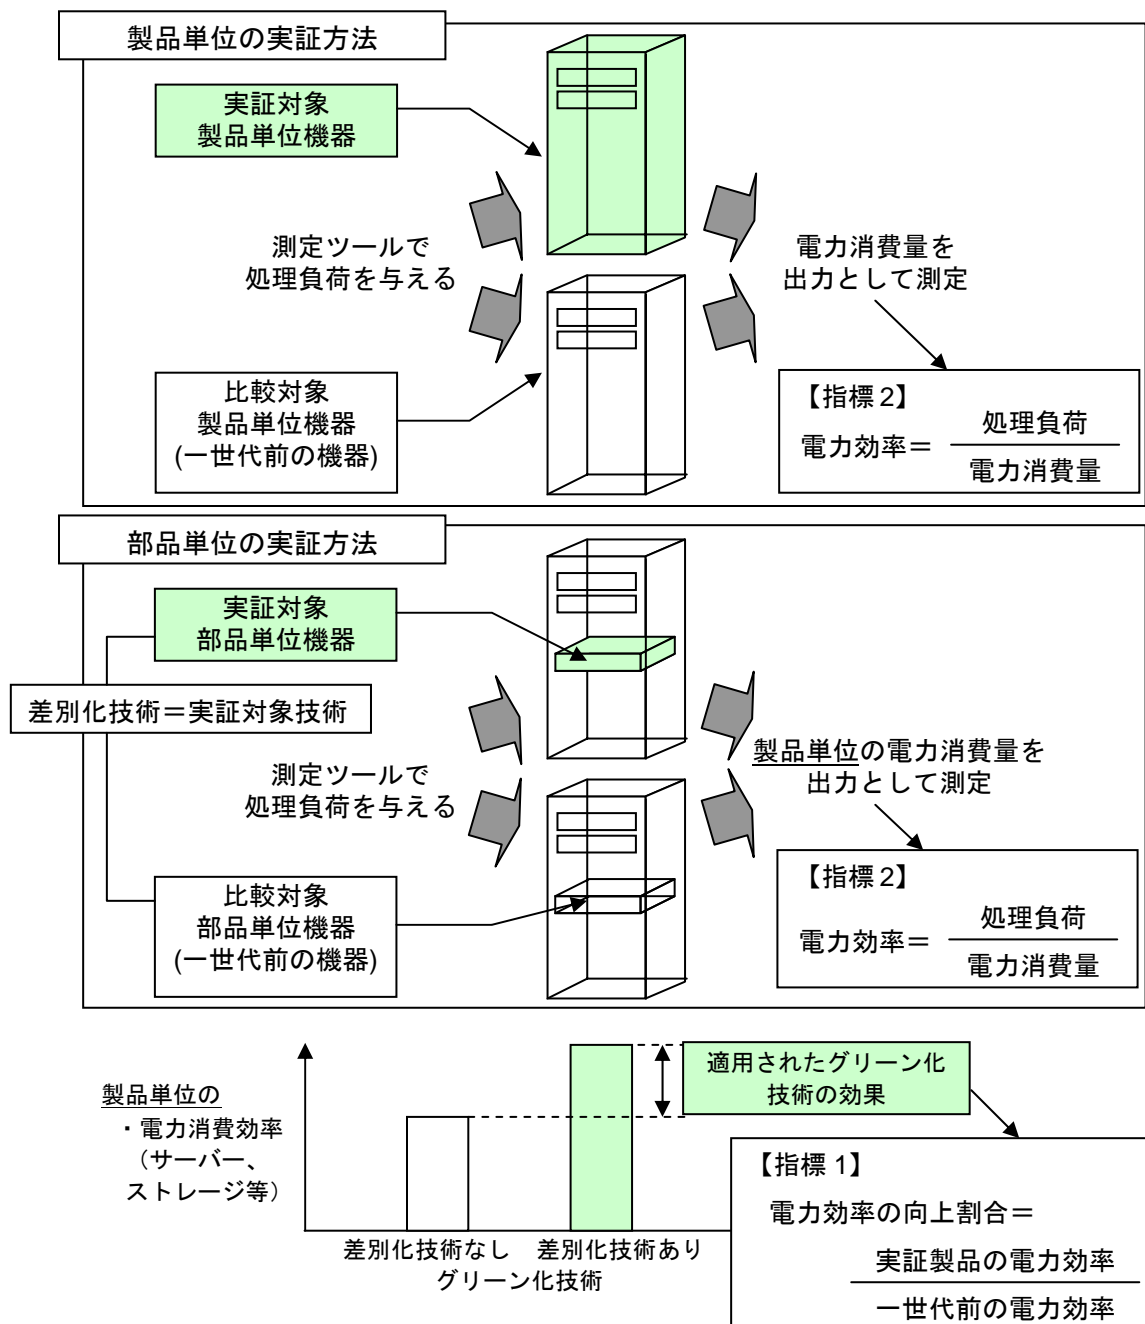 製品単位の実証方法
実証対象
製品単位機器
測定ツールで
処理負荷を与える
電力消費量を
出力として測定
比較対象
製品単位機器
(一世代前の機器)
【指標 2】
電力効率＝
処理負荷
電力消費量
部品単位の実証方法
実証対象
部品単位機器
差別化技術＝実証対象技術
測定ツールで
処理負荷を与える
製品単位の電力消費量を
出力として測定
比較対象
部品単位機器
(一世代前の機器)
【指標 2】
電力効率＝
処理負荷
電力消費量
製品単位の
・電力消費効率
（サーバー、
ストレージ等）
適用されたグリーン化
技術の効果
差別化技術なし 差別化技術あり
グリーン化技術
【指標 1】
電力効率の向上割合＝
実証製品の電力効率
一世代前の電力効率